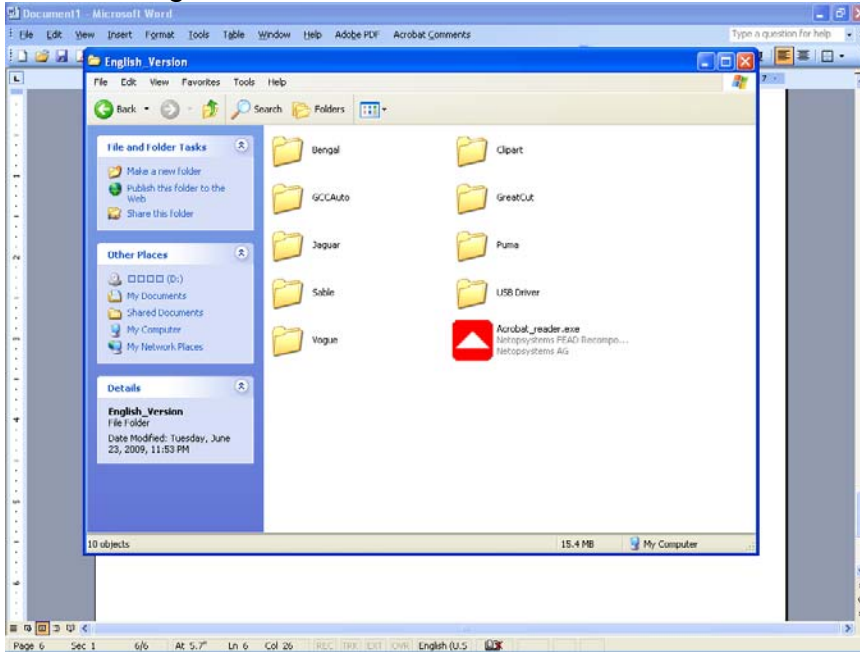 Document1 - Microsoft Word
File Edit View Insert Format Tools Table Window Help Adobe PDF Acrobat Comments
Type a question for help
English_Version
File Edit View Favorites Tools Help
Back Search Folders
File and Folder Tasks
Make a new folder
Publish this folder to the
Web
Share this folder
Other Places
(D:)
My Documents
Shared Documents
My Computer
My Network Places
Details
English_Version
File Folder
Date Modified: Tuesday, June
23, 2009, 11:53 PM
Bengal Clipart
GCCAuto GreatCut
Jaguar Puma
Sable USB Driver
Vogue Acrobat_reader.exe
Netopsystems FEAD Recompo...
Netopsystems AG
10 objects 15.4 MB My Computer
Page 6 Sec 1 6/6 At 5.7" Ln 6 Col 26 REC TRK EXT OVR English (U.S